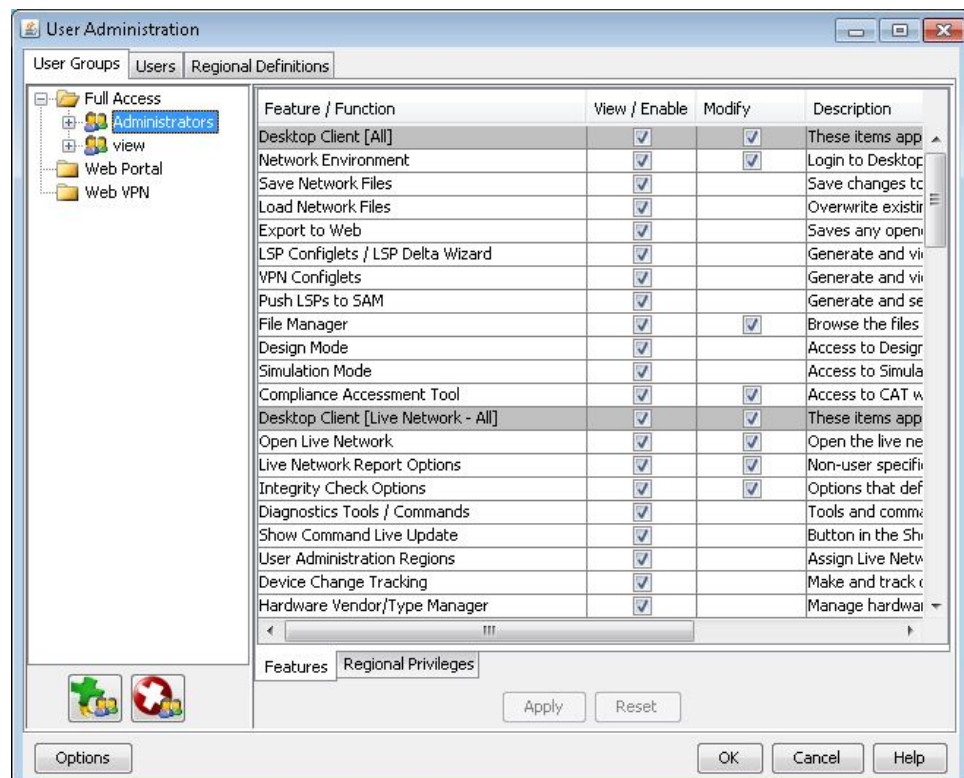 User Administration
User Groups Users Regional Definitions
Full Access
Administrators
view
Web Portal
Web VPN
Feature / Function View / Enable Modify Description
Desktop Client [All] These items app
Network Environment Login to Desktop
Save Network Files Save changes to
Load Network Files Overwrite existin
Export to Web Saves any open
LSP Configlets / LSP Delta Wizard Generate and vi
VPN Configlets Generate and vi
Push LSPs to SAM Generate and se
File Manager Browse the files
Design Mode Access to Design
Simulation Mode Access to Simula
Compliance Accessment Tool Access to CAT w
Desktop Client [Live Network - All] These items app
Open Live Network Open the live ne
Live Network Report Options Non-user specifi
Integrity Check Options Options that def
Diagnostics Tools / Commands Tools and comma
Show Command Live Update Button in the Sh
User Administration Regions Assign Live Netw
Device Change Tracking Make and track
Hardware Vendor/Type Manager Manage hardwa
Features Regional Privileges
Apply Reset
Options OK Cancel Help